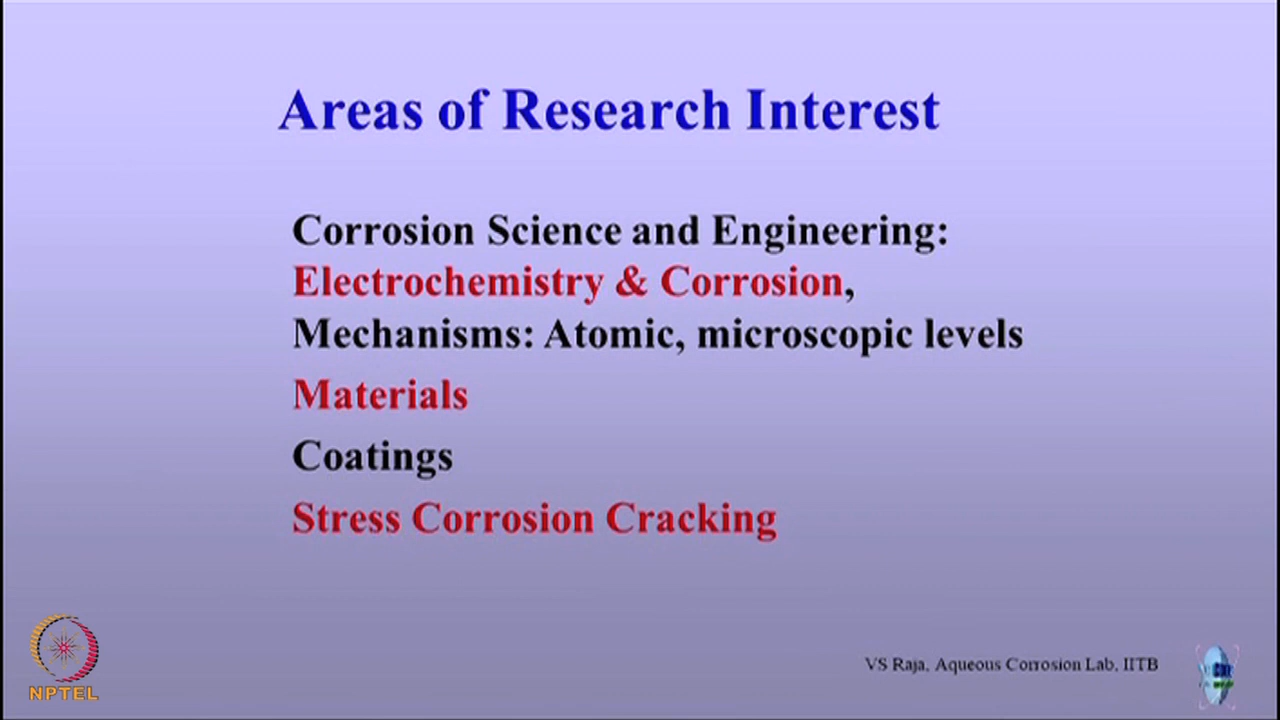 Areas of Research Interest
Corrosion Science and Engineering:
Electrochemistry & Corrosion,
Mechanisms: Atomic, microscopic levels
Materials
Coatings
Stress Corrosion Cracking
VS Raja, Aqueous Corrosion Lab, IITB
NPTEL